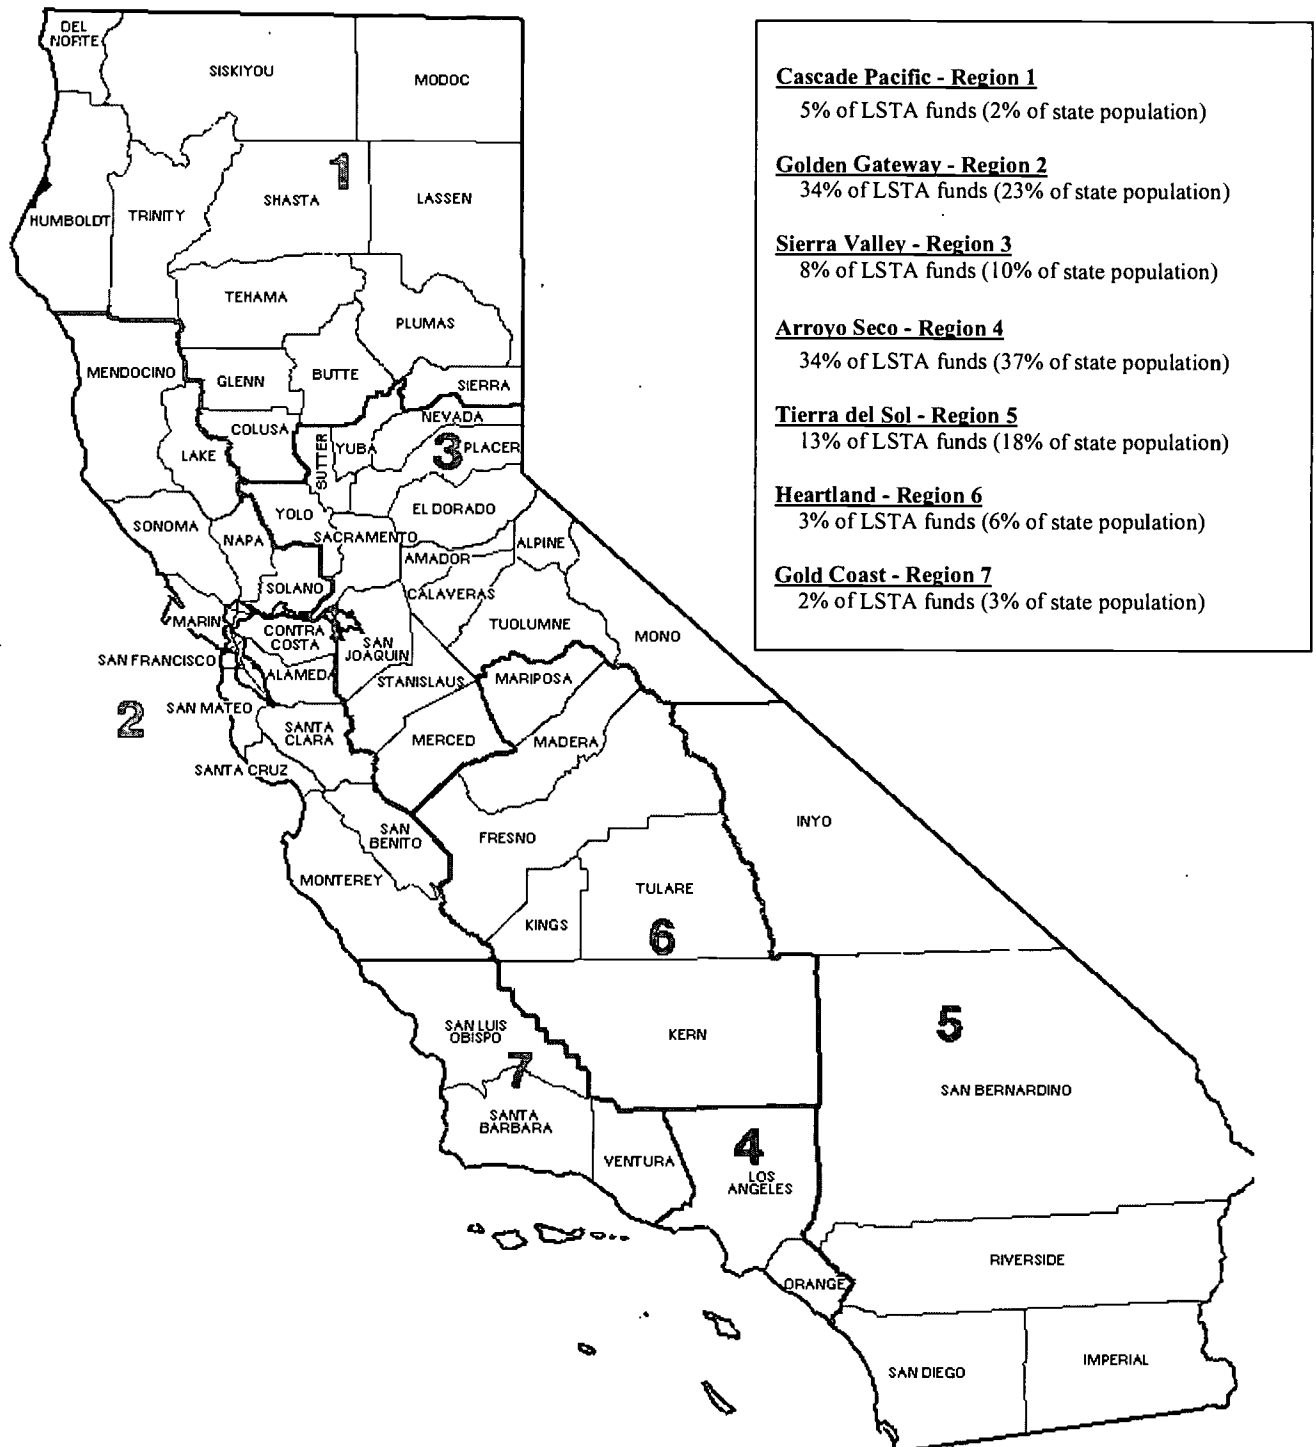 DEL
NORTE
SISKIYOU
MODOC
Cascade Pacific - Region 1
5% of LSTA funds (2% of state population)
Golden Gateway - Region 2
34% of LSTA funds (23% of state population)
Sierra Valley - Region 3
8% of LSTA funds (10% of state population)
Arroyo Seco - Region 4
34% of LSTA funds (37% of state population)
Tierra del Sol - Region 5
13% of LSTA funds (18% of state population)
Heartland - Region 6
3% of LSTA funds (6% of state population)
Gold Coast - Region 7
2% of LSTA funds (3% of state population)
1
HUMBOLDT
TRINITY
SHASTA
LASSEN
TEHAMA
PLUMAS
MENDOCINO
GLENN
BUTTE
SIERRA
COLUSA
NEVADA
LAKE
SUTTER
YUBA
3
PLACER
SONOMA
NAPA
YOLO
EL DORADO
SACRAMENTO
ALPINE
AMADOR
SOLANO
CALAVERAS
MARIN
CONTRA
COSTA
SAN
JOAQUIN
TUOLUMNE
MONO
SAN FRANCISCO
ALAMEDA
STANISLAUS
MARIPOSA
2
SAN MATEO
SANTA
CLARA
MERCED
MADERA
SANTA CRUZ
SAN
BENITO
FRESNO
INYO
MONTEREY
TULARE
KINGS
6
SAN LUIS
OBISPO
KERN
5
7
SAN BERNARDINO
SANTA
BARBARA
VENTURA
4
LOS
ANGELES
RIVERSIDE
ORANGE
SAN DIEGO
IMPERIAL